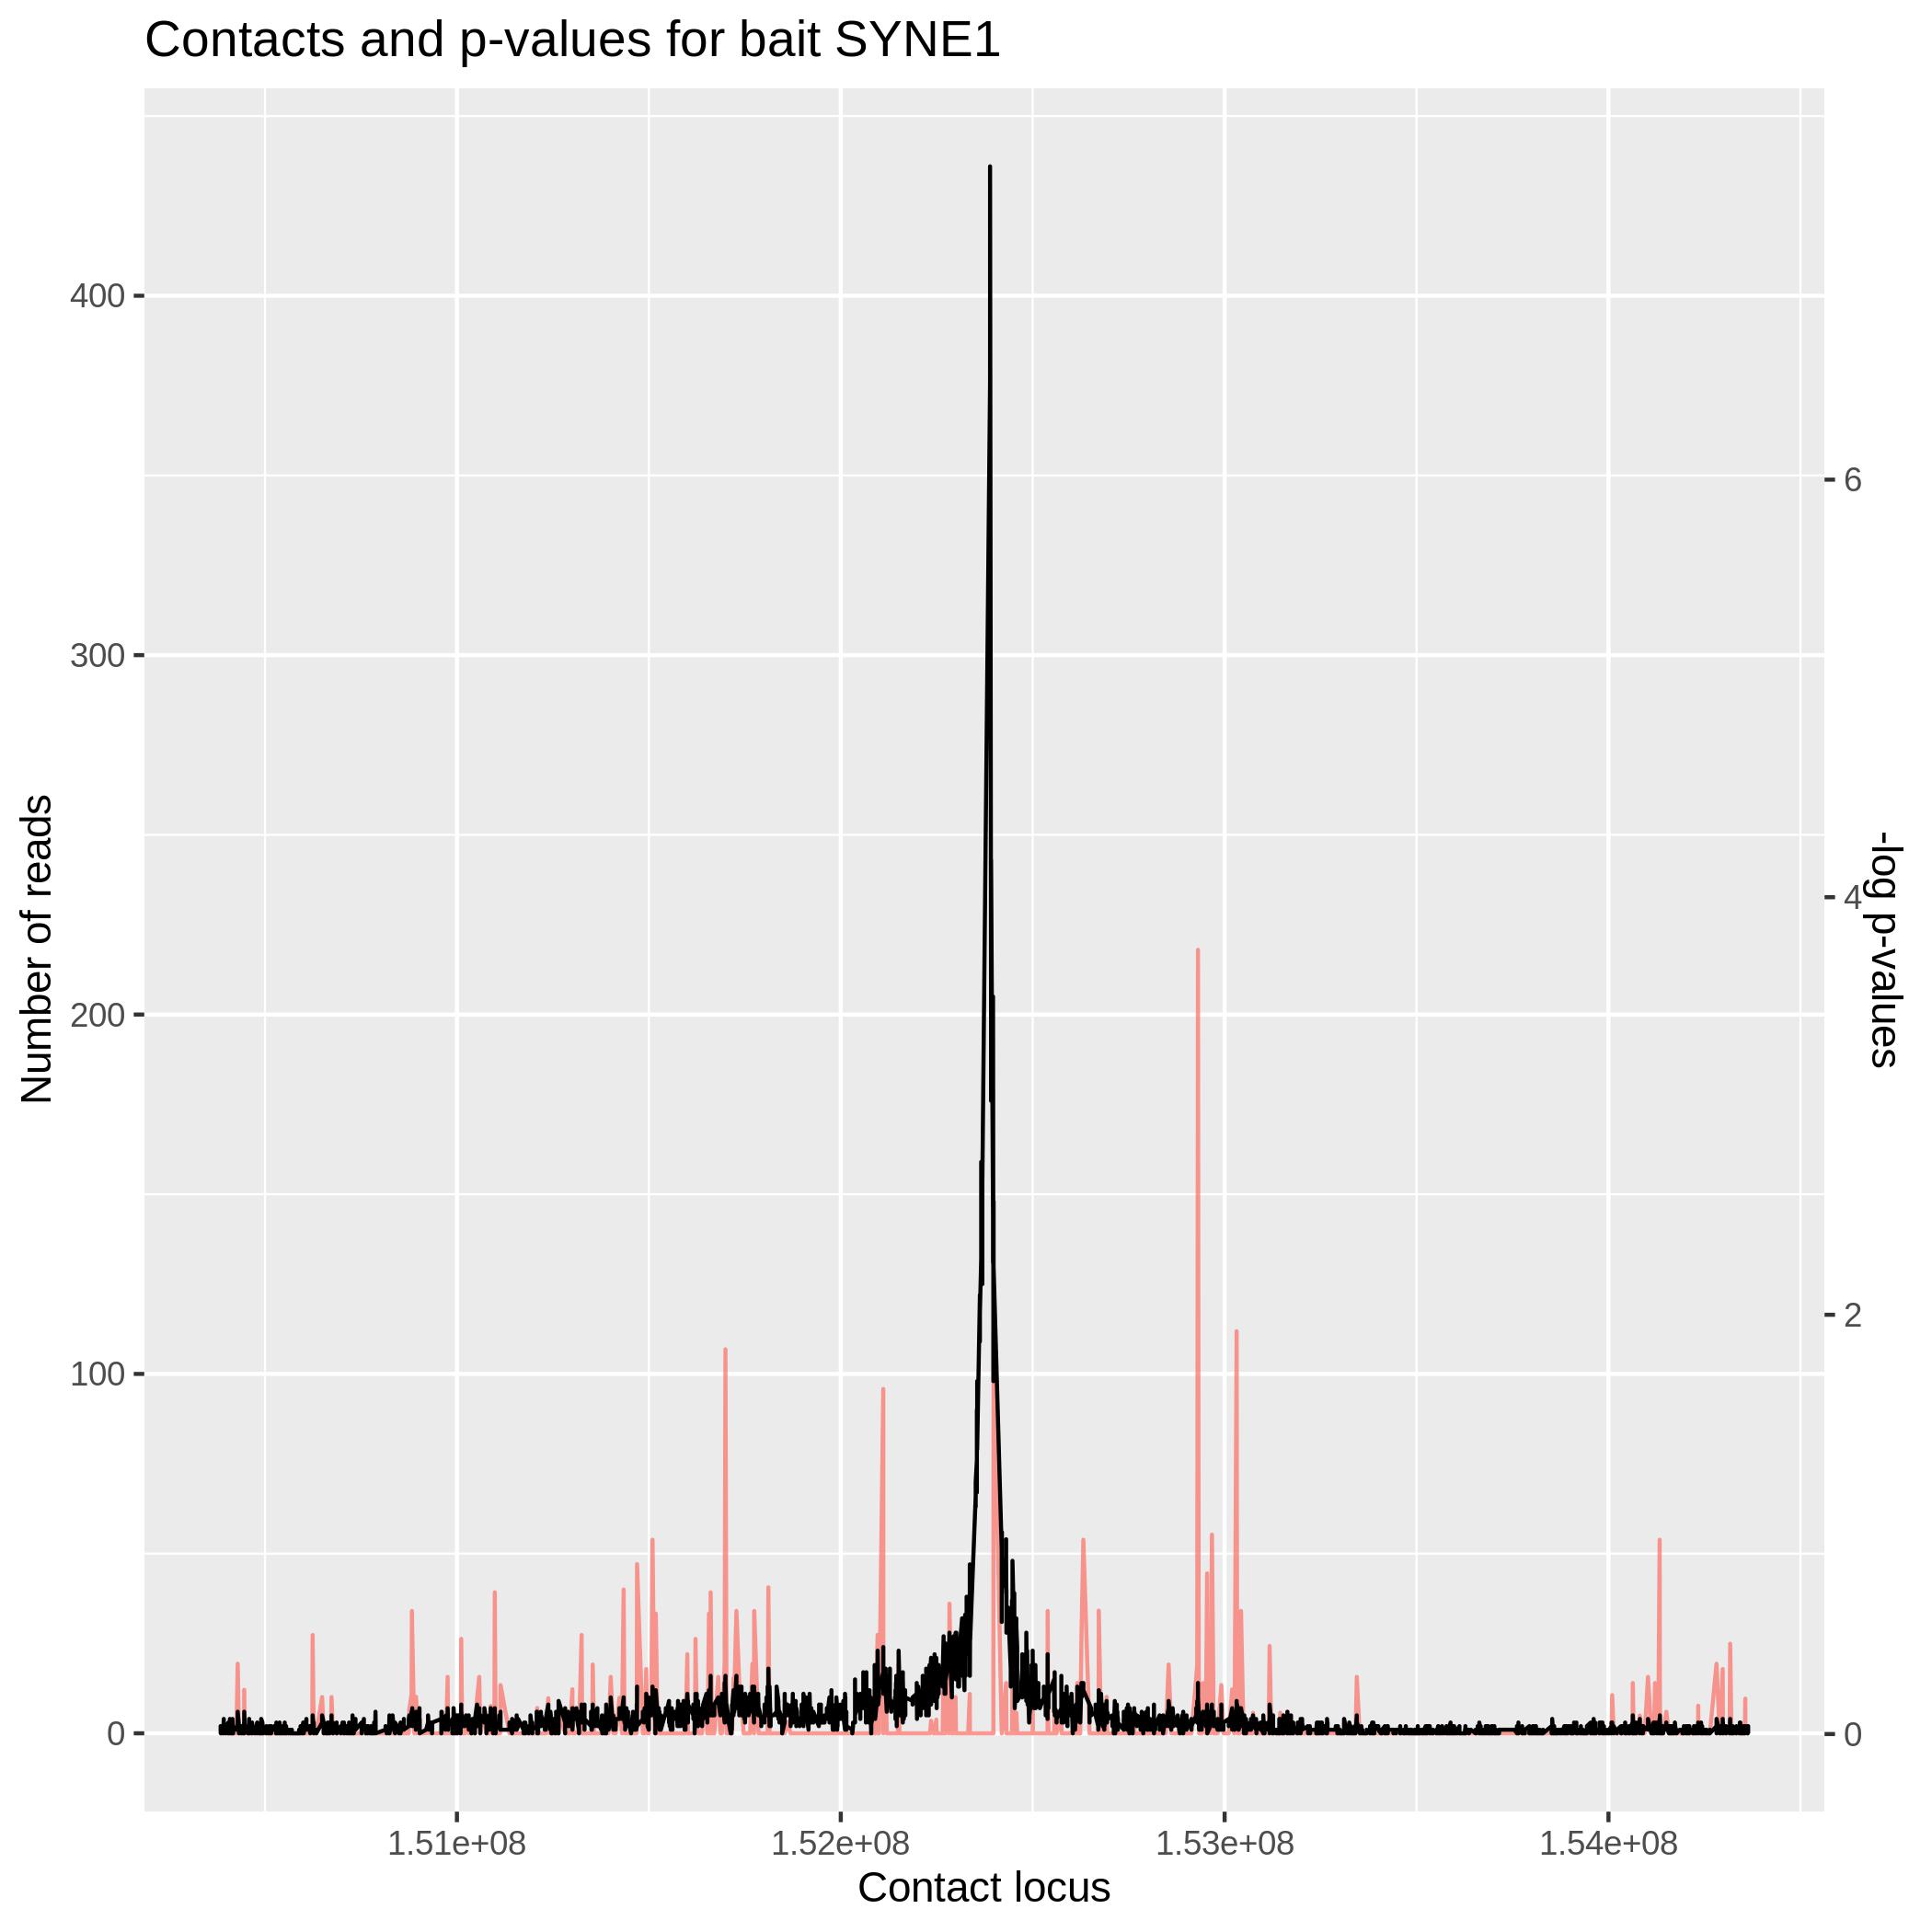 Contacts and p-values for bait SYNE1
400
300
200
100
0
Number of reads
6
4
2
0
-log p-values
1.51e+08
1.52e+08
1.53e+08
1.54e+08
Contact locus